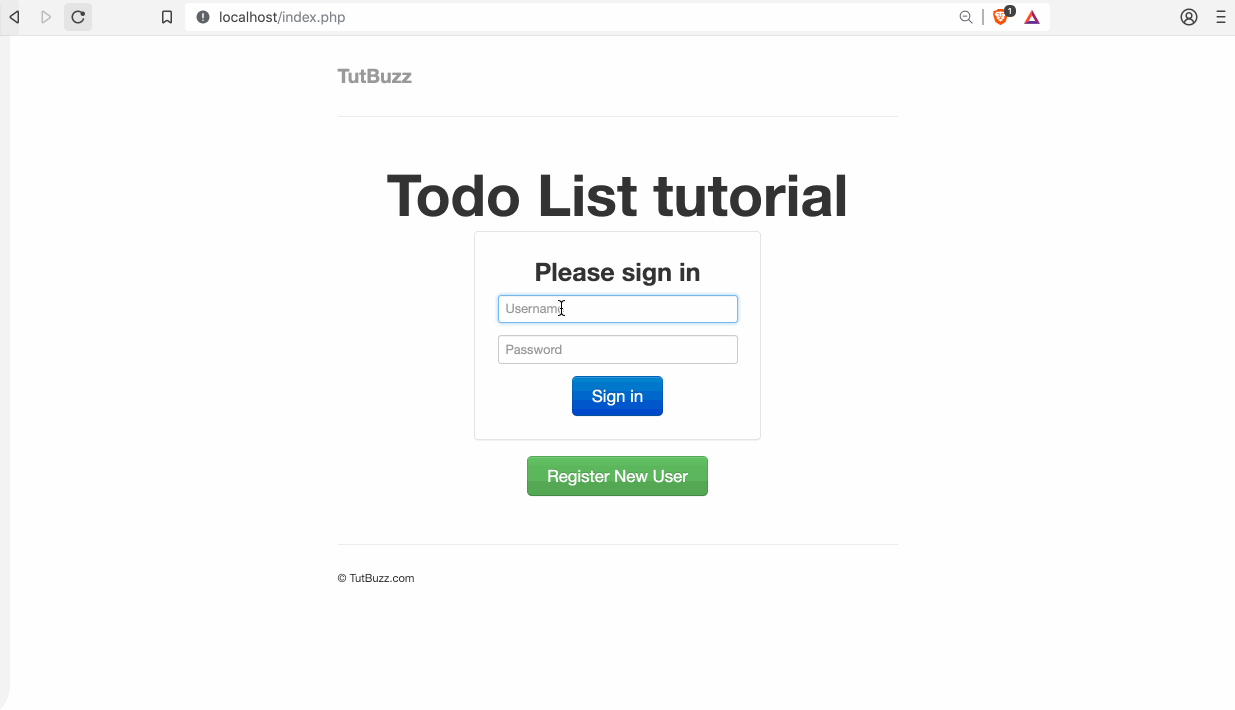 localhost/index.php
1
TutBuzz
Todo List tutorial
Please sign in
Username
Password
Sign in
Register New User
© TutBuzz.com